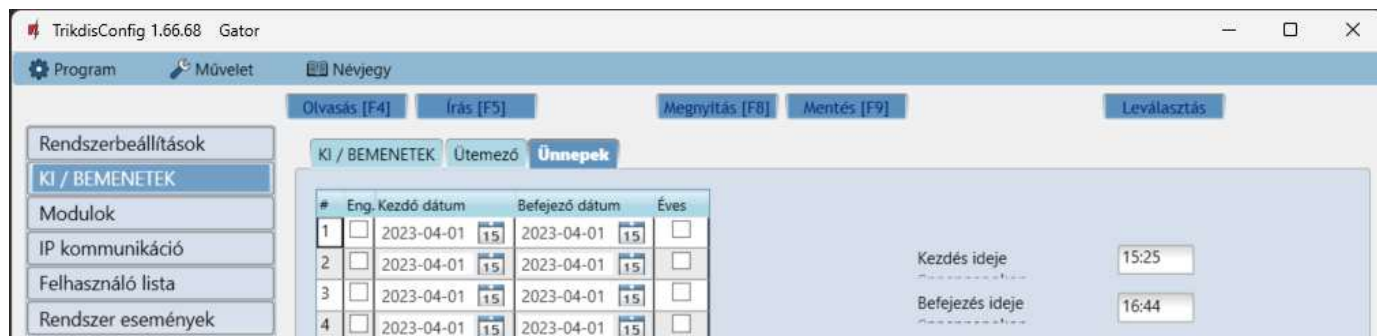 TrikdisConfig 1.66.68 Gator
Program Művelet Névjegy
Olvasás [F4] Írás [F5] Megnyitás [F8] Mentés [F9] Leválasztás
Rendszerbeállítások
KI / BEMENETEK
Modulok
IP kommunikáció
Felhasználó lista
Rendszer események
KI / BEMENETEK Ütemező Ünnepek
# Eng. Kezdő dátum Befejező dátum Éves
1 2023-04-01 15 2023-04-01 15
2 2023-04-01 15 2023-04-01 15
3 2023-04-01 15 2023-04-01 15
4 2023-04-01 15 2023-04-01 15
Kezdés ideje 15:25
Befejezés ideje 16:44